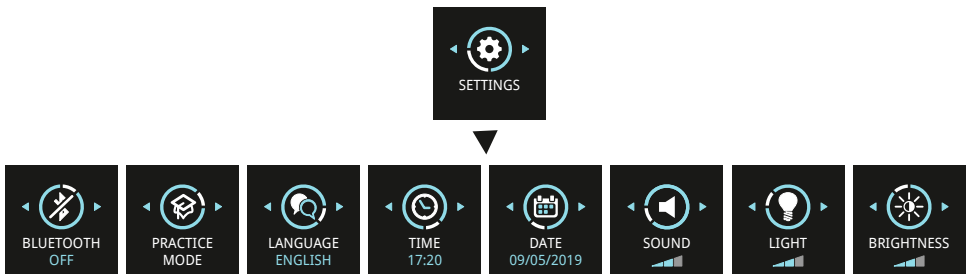 SETTINGS
BLUETOOTH
OFF
PRACTICE
MODE
LANGUAGE
ENGLISH
TIME
17:20
DATE
09/05/2019
SOUND
LIGHT
BRIGHTNESS